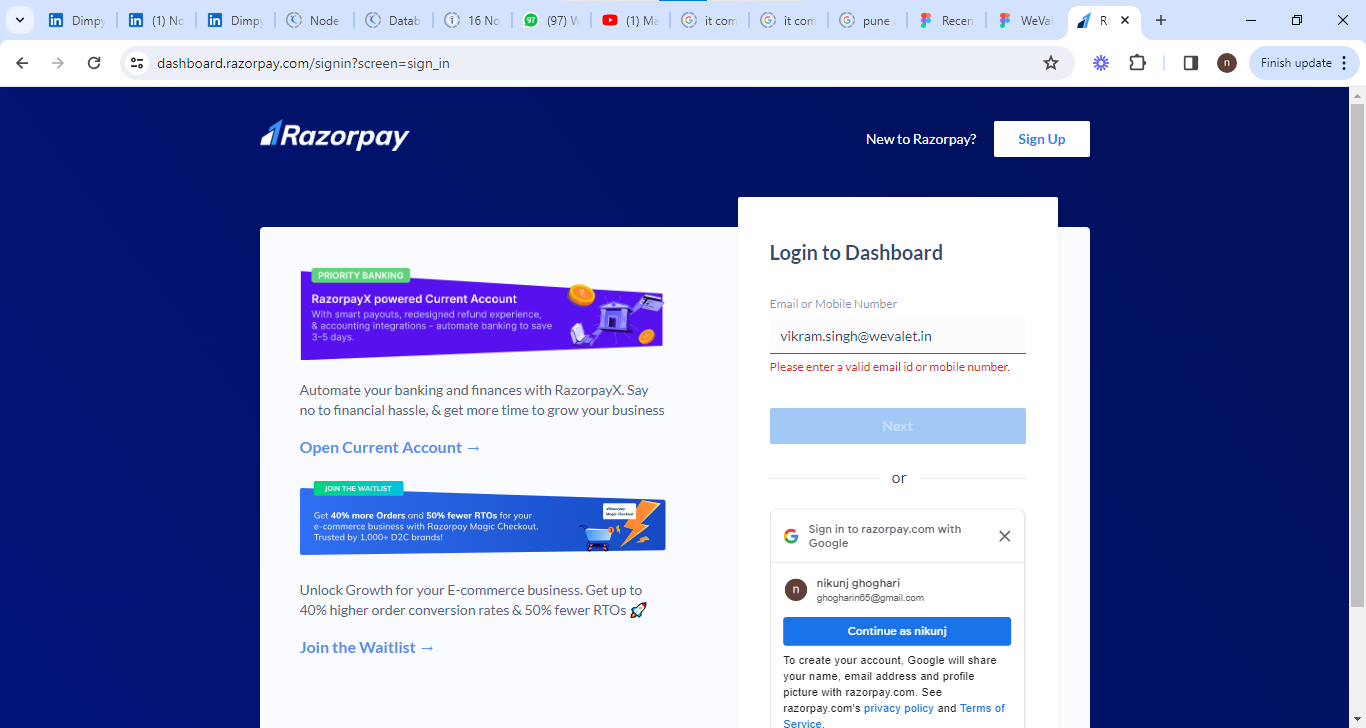 Dimpy
(1) No
Dimpy
Node
Datab
16 No
97
(97) W
(1) Ma
it com
it com
pune
Recen
WeVal
Ra
dashboard.razorpay.com/signin?screen=sign_in
n
Finish update
Razorpay
New to Razorpay?
Sign Up
PRIORITY BANKING
RazorpayX powered Current Account
With smart payouts, redesigned refund experience,
& accounting integrations - automate banking to save
3-5 days.
Automate your banking and finances with RazorpayX. Say
no to financial hassle, & get more time to grow your business
Open Current Account →
JOIN THE WAITLIST
Get 40% more Orders and 50% fewer RTOs for your
e-commerce business with Razorpay Magic Checkout.
Trusted by 1,000+ D2C brands!
Razorpay
Magic Checkout
Unlock Growth for your E-commerce business. Get up to
40% higher order conversion rates & 50% fewer RTOs 🚀
Join the Waitlist →
Login to Dashboard
Email or Mobile Number
vikram.singh@wevalet.in
Please enter a valid email id or mobile number.
Next
or
Sign in to razorpay.com with
Google
n
nikunj ghoghari
ghogharin65@gmail.com
Continue as nikunj
To create your account, Google will share
your name, email address and profile
picture with razorpay.com. See
razorpay.com's privacy policy and Terms of
Service.